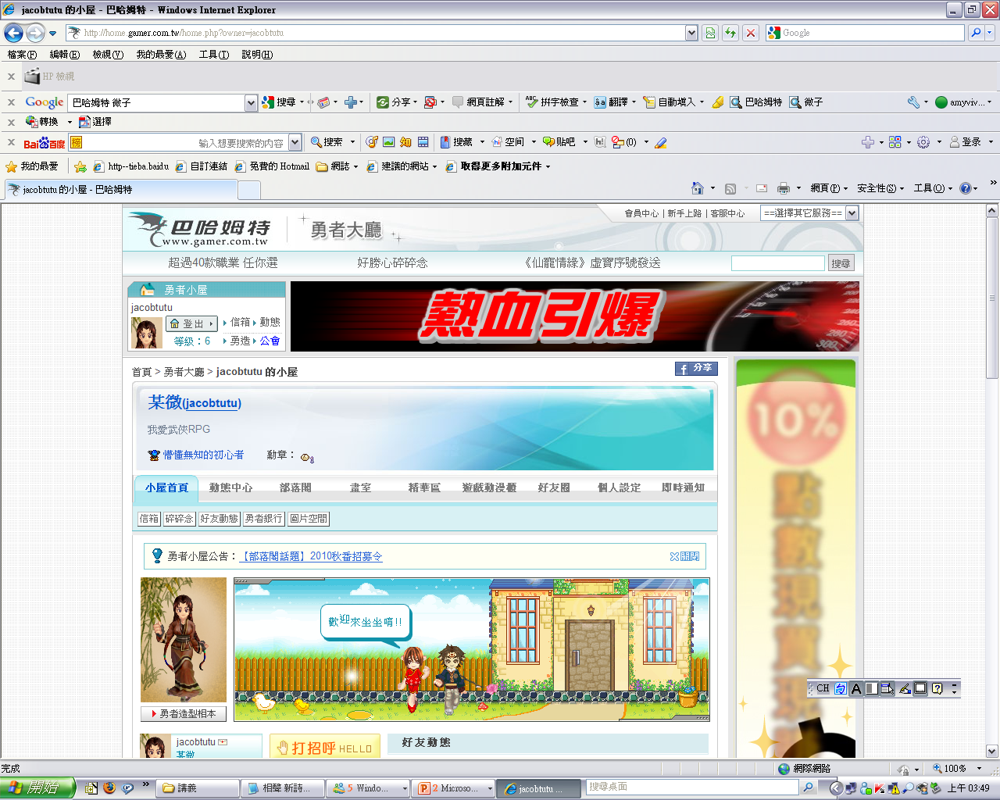 jacobtutu 的小屋 - 巴哈姆特 - Windows Internet Explorer
http://home.gamer.com.tw/home.php?owner=jacobtutu
Google
檔案(F) 編輯(E) 檢視(V) 我的最愛(A) 工具(T) 說明(H)
x HP 檢視
x Google 巴哈姆特 微子 搜尋 分享 網頁註解 拼字檢查 翻譯 自動填入 巴哈姆特 微子 amyviv...
x 轉換 選擇
x Bai百度 输入想要搜索的内容 搜索 搜藏 空间 贴吧 (0) 登录
我的最愛 http--tieba.baidu 自訂連結 免費的 Hotmail 網誌 建議的網站 取得更多附加元件
jacobtutu 的小屋 - 巴哈姆特 網頁(P) 安全性(S) 工具(O)
巴哈姆特 www.gamer.com.tw 勇者大廳
會員中心 | 新手上路 | 客服中心 ==選擇其它服務==
超過40款職業 任你選 好勝心碎碎念 《仙寵情緣》虛寶序號發送 搜尋
勇者小屋
jacobtutu
登出 信箱 動態
等級：6 勇造 公會
熱血引爆
首頁 > 勇者大廳 > jacobtutu 的小屋
f 分享
某微(jacobtutu)
我愛武俠RPG
懵懂無知的初心者 勳章： 1
小屋首頁 動態中心 部落閣 畫室 精華區 遊戲動漫櫃 好友圈 個人設定 即時通知
信箱 碎碎念 好友動態 勇者銀行 圖片空間
勇者小屋公告：【部落閣話題】2010秋番招募令 關閉
歡迎來坐坐唷!!
勇者造型相本
jacobtutu
某微
打招呼 HELLO
好友動態
10%
點數現買現
CH A
完成 網際網路 100%
開始 講義 相聲 新詩... 5 Windo... 2 Microso... jacobtutu ... 搜尋桌面 上午 03:49